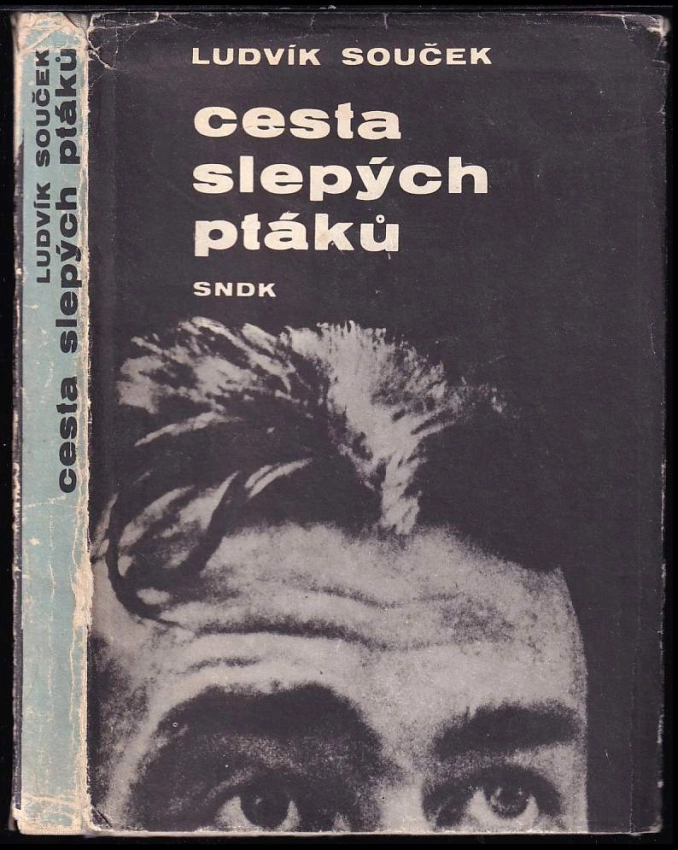 LUDVÍK SOUČEK
cesta slepých ptáků
LUDVÍK SOUČEK
cesta
slepých
ptáků
SNDK